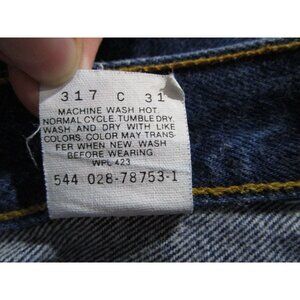 317 C 31
MACHINE WASH HOT
NORMAL CYCLE. TUMBLE DRY.
WASH AND DRY WITH LIKE
COLORS. COLOR MAY TRANS-
FER WHEN NEW. WASH
BEFORE WEARING.
WPL 423
544 028-78753-1